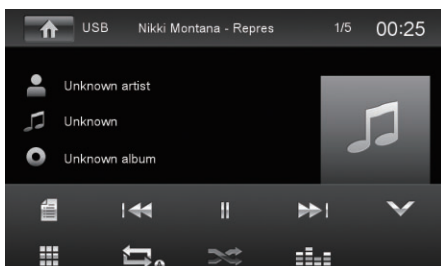 USB Nikki Montana - Repres 1/5 00:25
Unknown artist
Unknown
Unknown album